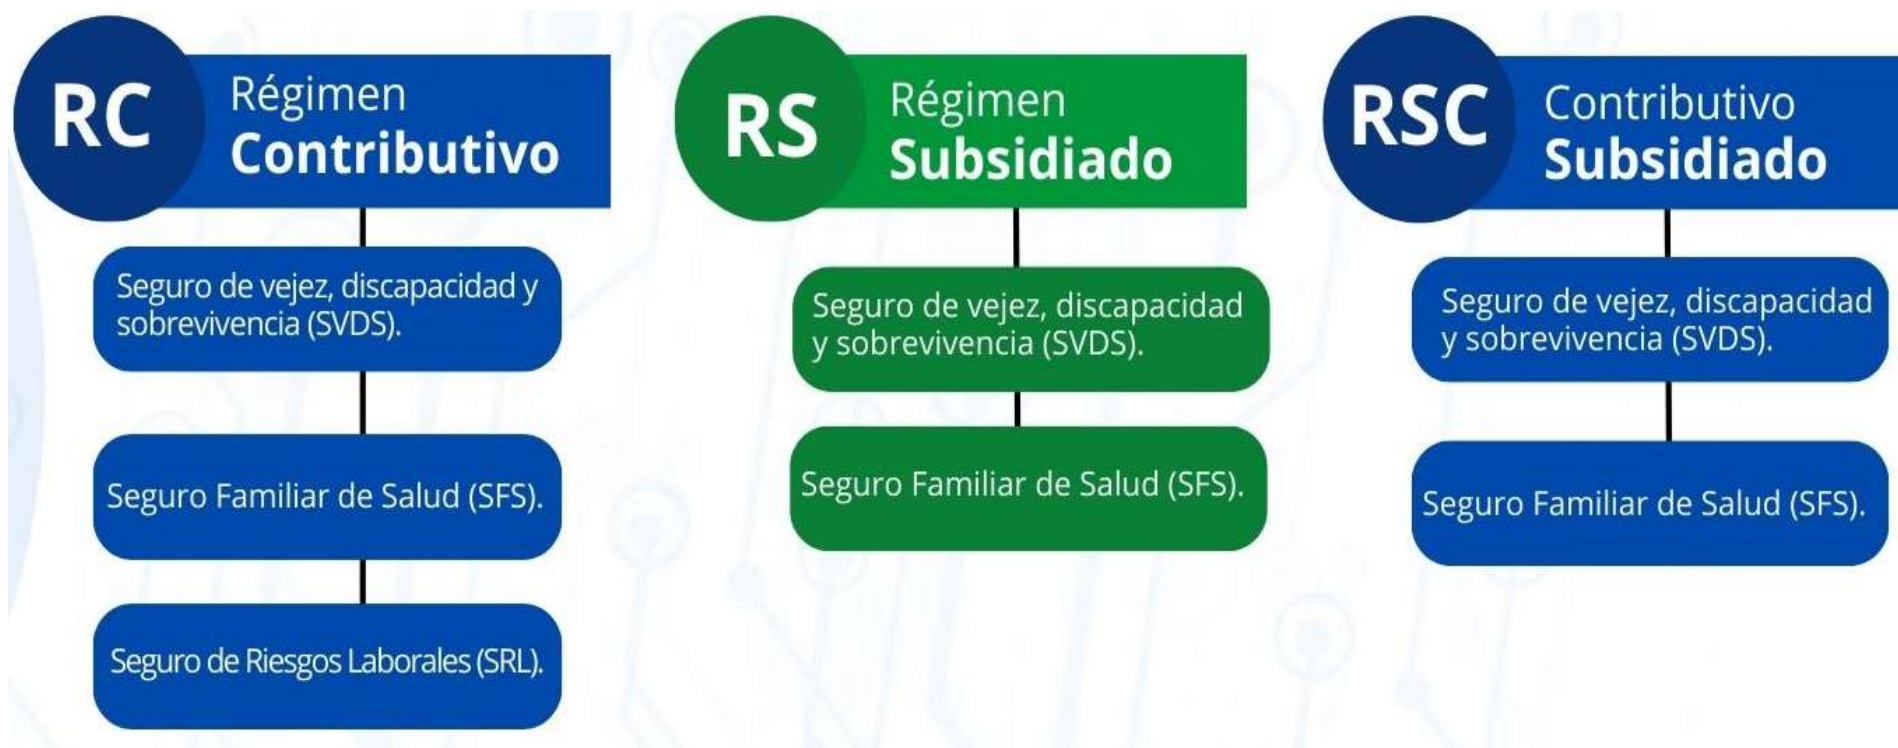 RC
Régimen
Contributivo
Seguro de vejez, discapacidad y
sobrevivencia (SVDS).
Seguro Familiar de Salud (SFS).
Seguro de Riesgos Laborales (SRL).
RS
Régimen
Subsidiado
Seguro de vejez, discapacidad
y sobrevivencia (SVDS).
Seguro Familiar de Salud (SFS).
RSC
Contributivo
Subsidiado
Seguro de vejez, discapacidad
y sobrevivencia (SVDS).
Seguro Familiar de Salud (SFS).